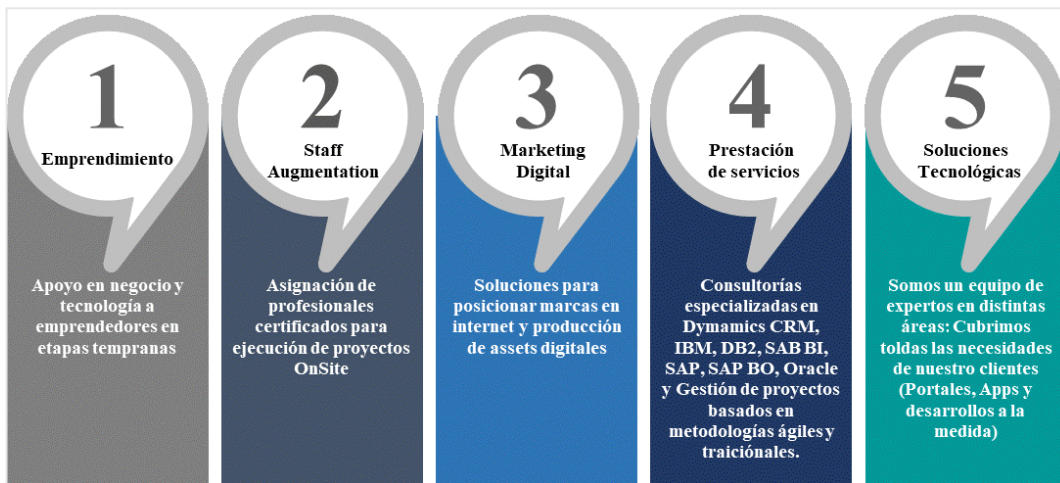 1
Emprendimiento
Apoyo en negocio y
tecnología a
emprendedores en
etapas tempranas
2
Staff
Augmentation
Asignación de
profesionales
certificados para
ejecución de proyectos
OnSite
3
Marketing
Digital
Soluciones para
posicionar marcas en
internet y producción
de assets digitales
4
Prestación
de servicios
Consultorías
especializadas en
Dymamics CRM,
IBM, DB2, SAB BI,
SAP, SAP BO, Oracle
y Gestión de proyectos
basados en
metodologías ágiles y
traiciónales.
5
Soluciones
Tecnológicas
Somos un equipo de
expertos en distintas
áreas: Cubrimos
toldas las necesidades
de nuestro clientes
(Portales, Apps y
desarrollos a la
medida)